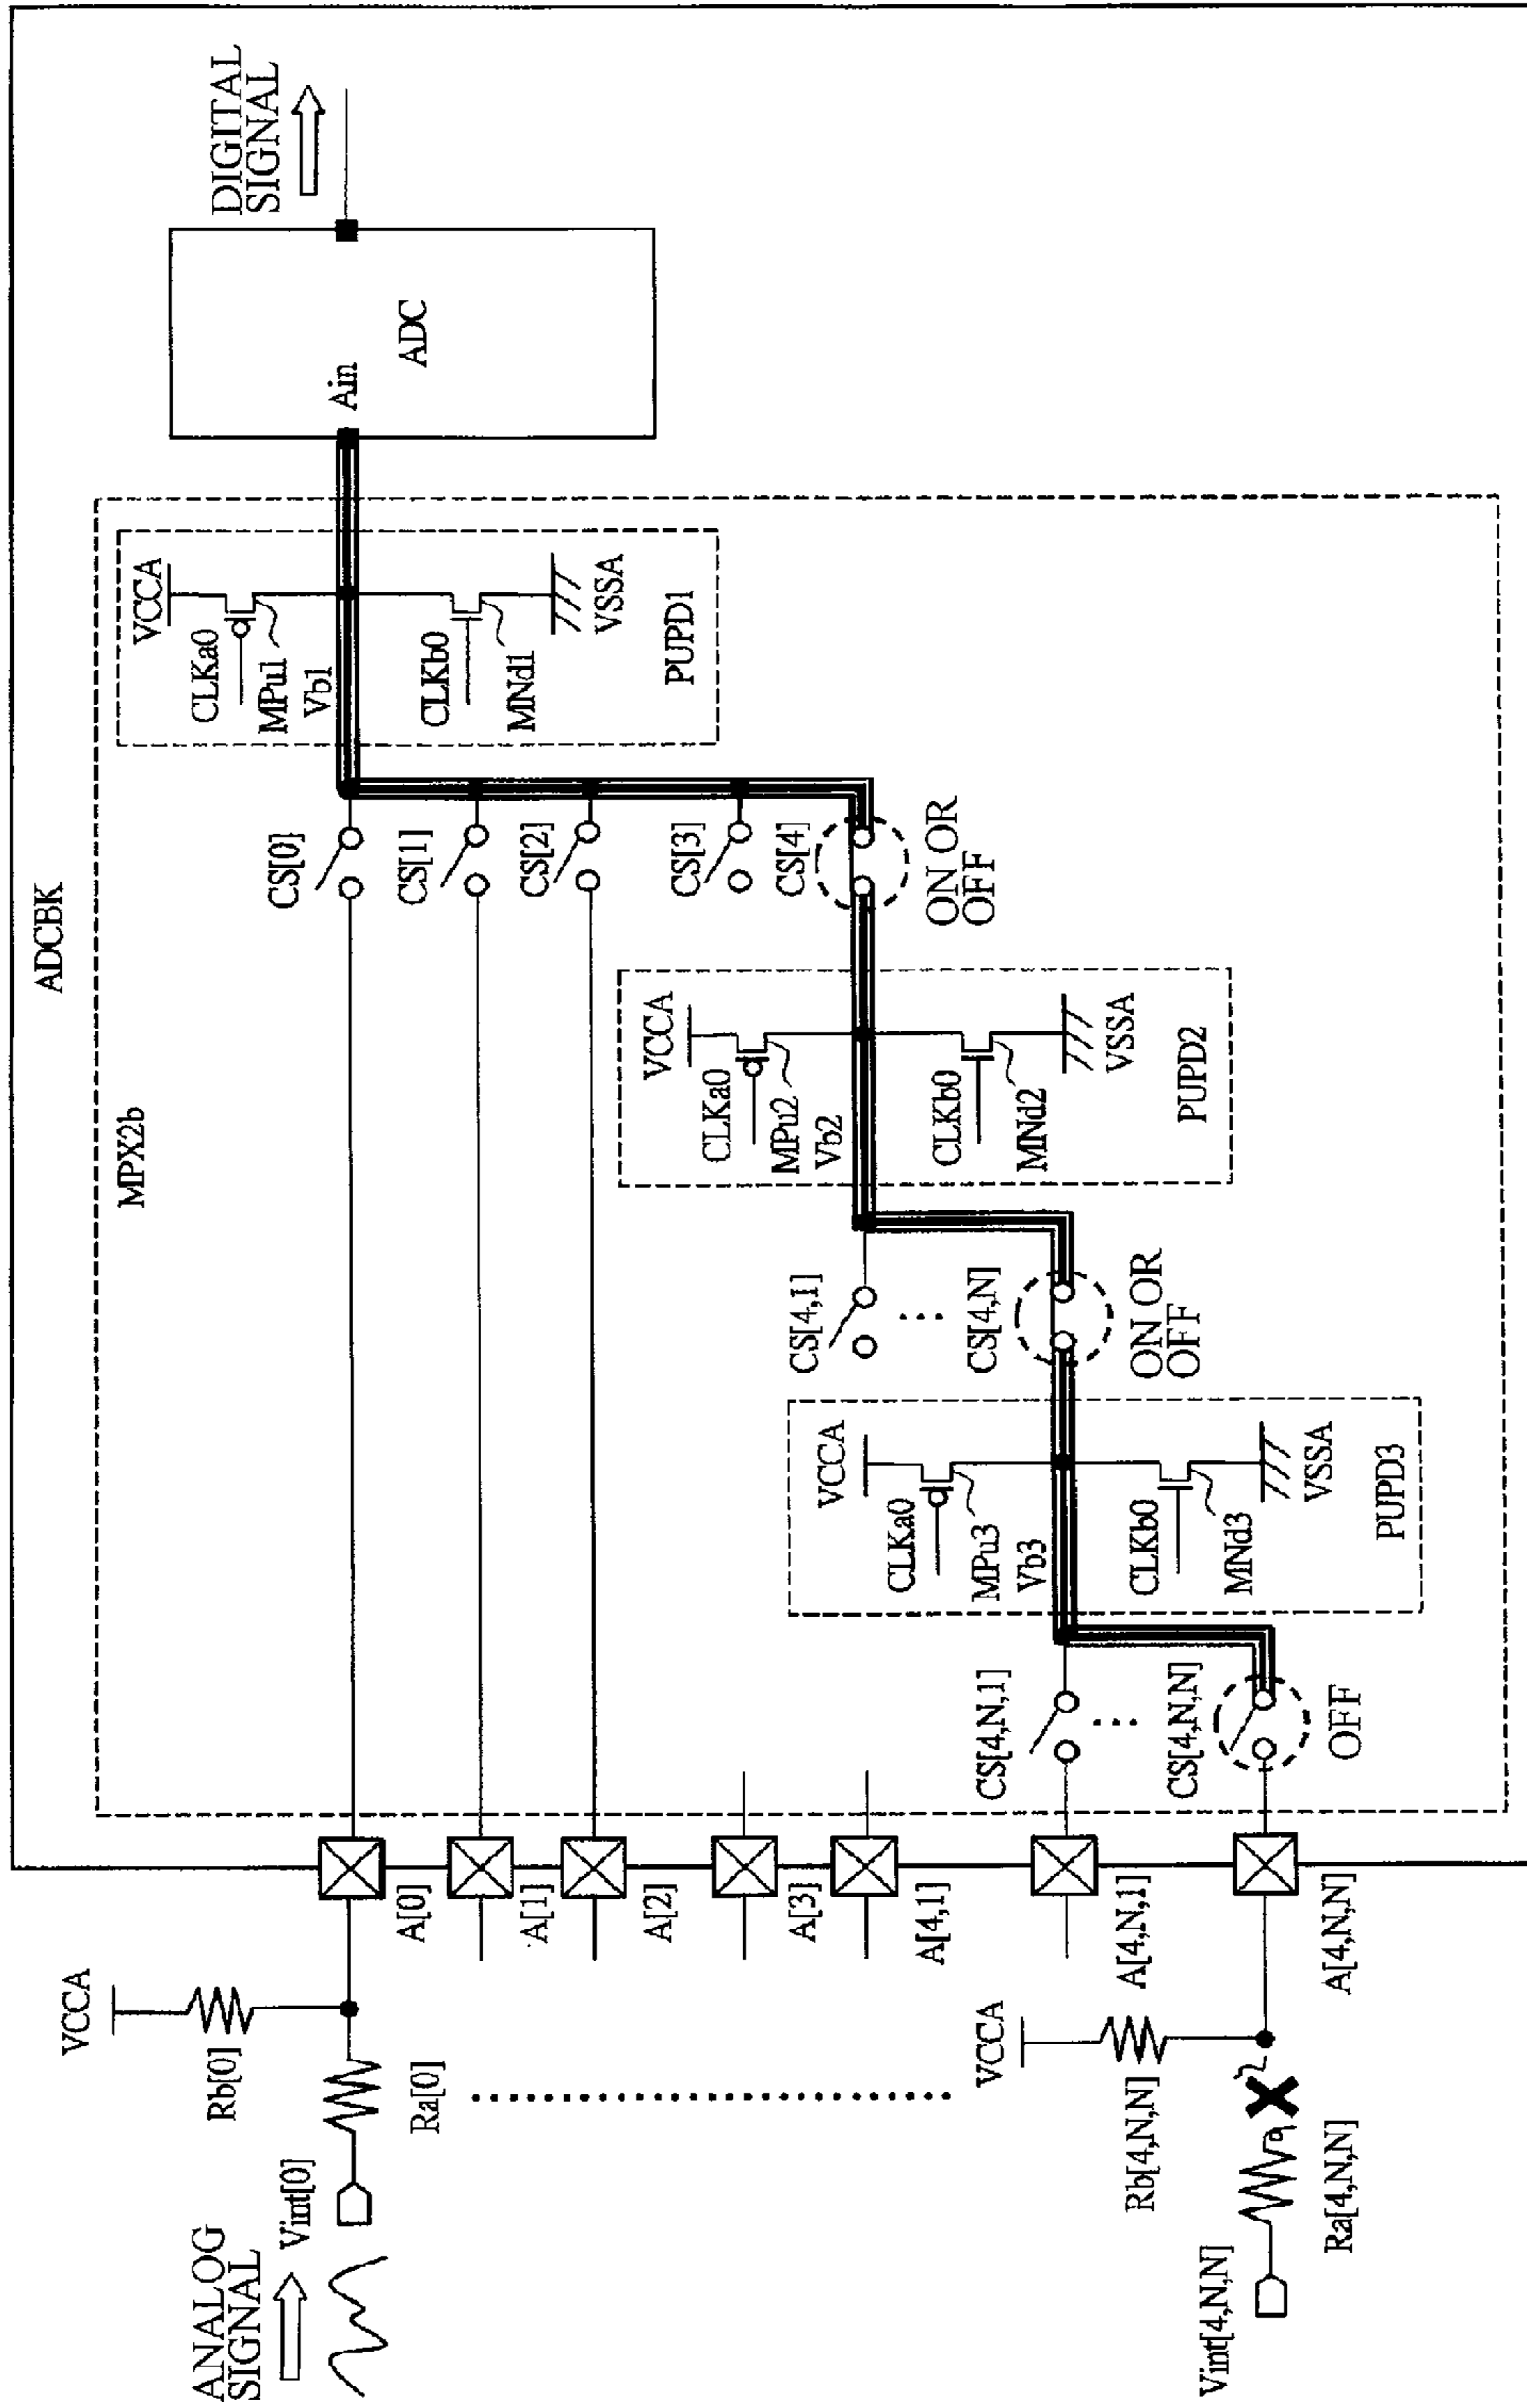 ADCBK
MPX2b
ANALOG
SIGNAL
Vint[0]
Ra[0]
Rb[0]
VCCA
A[0]
A[1]
A[2]
A[3]
A[4,1]
A[4,N,1]
A[4,N,N]
VCCA
Rb[4,N,N]
Ra[4,N,N]
Vint[4,N,N]
CS[0]
CS[1]
CS[2]
CS[3]
CS[4]
ON OR
OFF
CS[4,1]
CS[4,N]
ON OR
OFF
CS[4,N,1]
CS[4,N,N]
OFF
VCCA
CLKa0
MPu3
Vb3
CLKb0
MNd3
VSSA
PUPD3
VCCA
CLKa0
MPu2
Vb2
CLKb0
MNd2
VSSA
PUPD2
VCCA
CLKa0
MPu1
Vb1
CLKb0
MNd1
VSSA
PUPD1
Ain
ADC
DIGITAL
SIGNAL